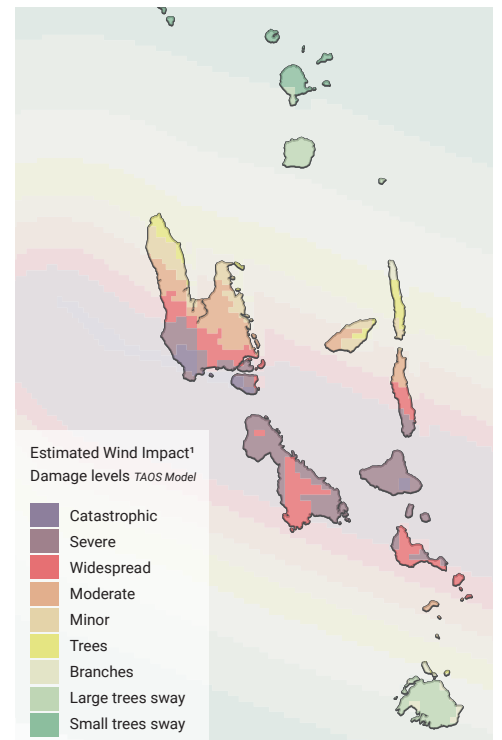 Estimated Wind Impact¹
Damage levels TAOS Model
Catastrophic
Severe
Widespread
Moderate
Minor
Trees
Branches
Large trees sway
Small trees sway